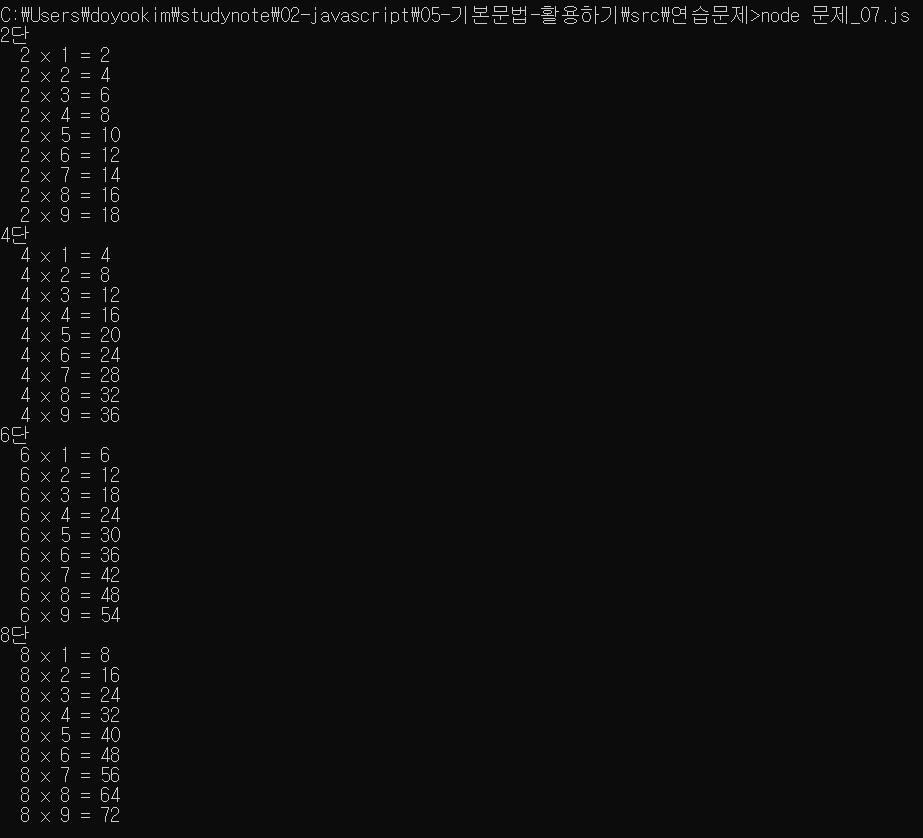 C:\Users\doyookim\studynote\02-javascript\05-기본문법-활용하기\src\연습문제>node 문제_07.js
2단
2 × 1 = 2
2 × 2 = 4
2 × 3 = 6
2 × 4 = 8
2 × 5 = 10
2 × 6 = 12
2 × 7 = 14
2 × 8 = 16
2 × 9 = 18
4단
4 × 1 = 4
4 × 2 = 8
4 × 3 = 12
4 × 4 = 16
4 × 5 = 20
4 × 6 = 24
4 × 7 = 28
4 × 8 = 32
4 × 9 = 36
6단
6 × 1 = 6
6 × 2 = 12
6 × 3 = 18
6 × 4 = 24
6 × 5 = 30
6 × 6 = 36
6 × 7 = 42
6 × 8 = 48
6 × 9 = 54
8단
8 × 1 = 8
8 × 2 = 16
8 × 3 = 24
8 × 4 = 32
8 × 5 = 40
8 × 6 = 48
8 × 7 = 56
8 × 8 = 64
8 × 9 = 72